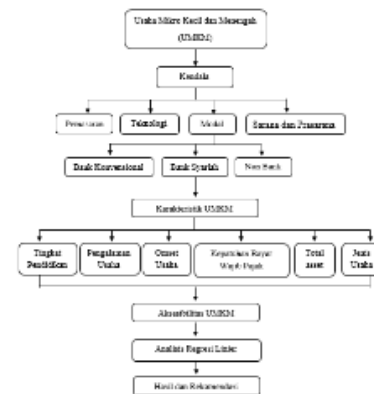 Usaha Mikro Kecil dan Menengah
(UMKM)
Kendala
Pemasaran
Teknologi
Modal
Sarana dan Prasarana
Bank Konvensional
Bank Syariah
Non Bank
Karakteristik UMKM
Tingkat
Pendidikan
Pengalaman
Usaha
Omset
Usaha
Kepatuhan Bayar
Wajib Pajak
Total
asset
Jenis
Usaha
Aksesibilitas UMKM
Analisis Regresi Linier
Hasil dan Rekomendasi